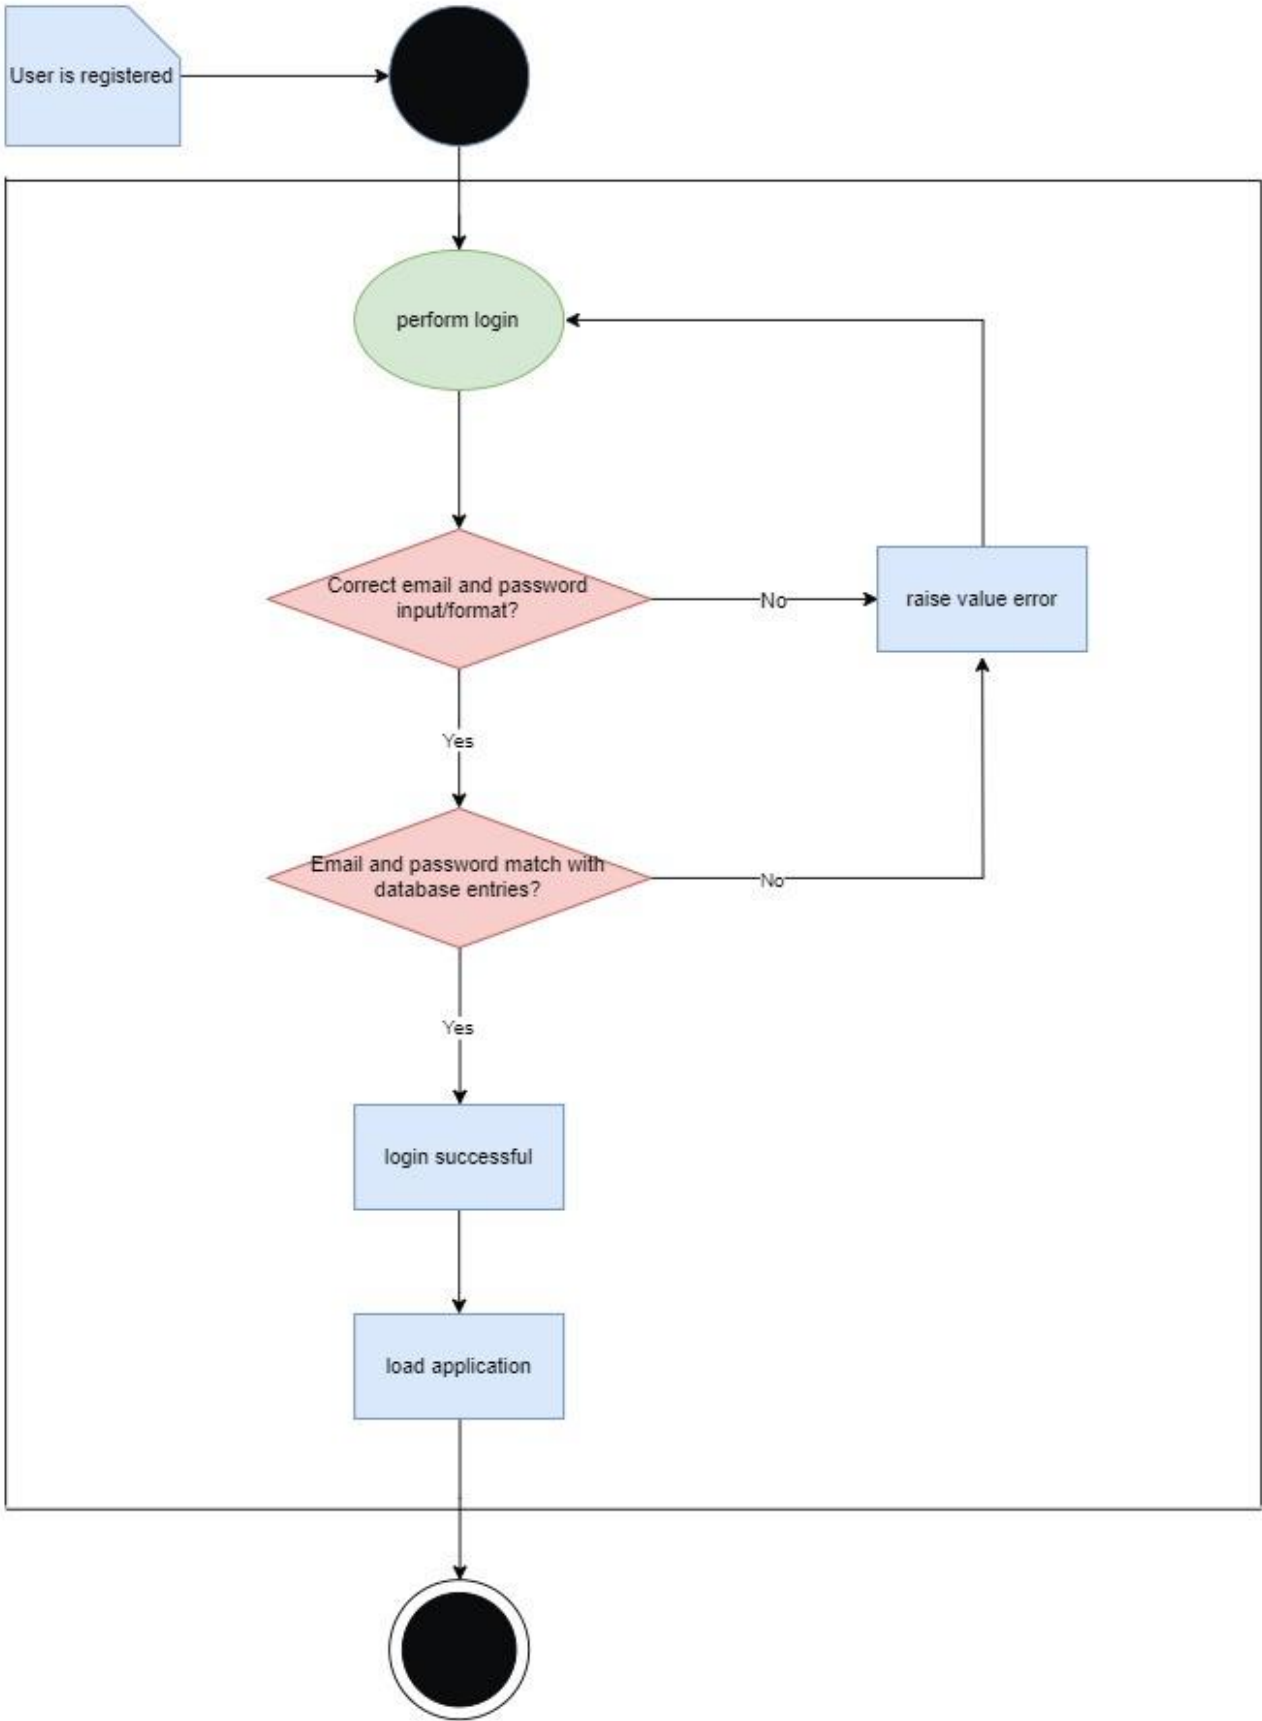 User is registered
perform login
Correct email and password
input/format?
No
raise value error
Yes
Email and password match with
database entries?
No
Yes
login successful
load application